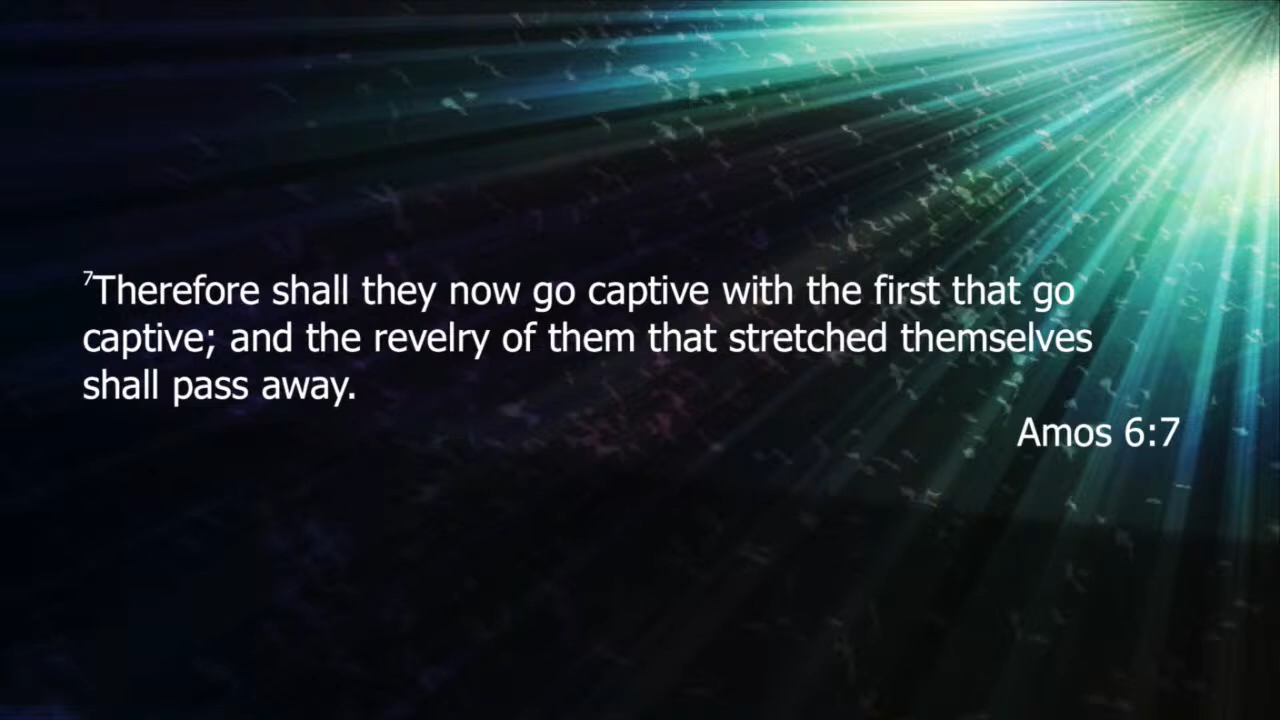 ⁷Therefore shall they now go captive with the first that go
captive; and the revelry of them that stretched themselves
shall pass away.
Amos 6:7